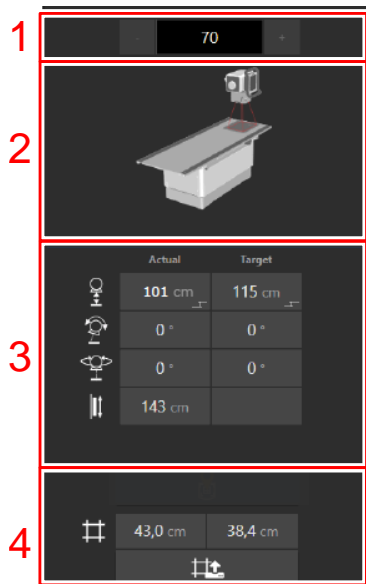 1
- 70 +
2
Actual Target
101 cm 115 cm
0 ° 0 °
3
0 ° 0 °
143 cm
4
43,0 cm 38,4 cm